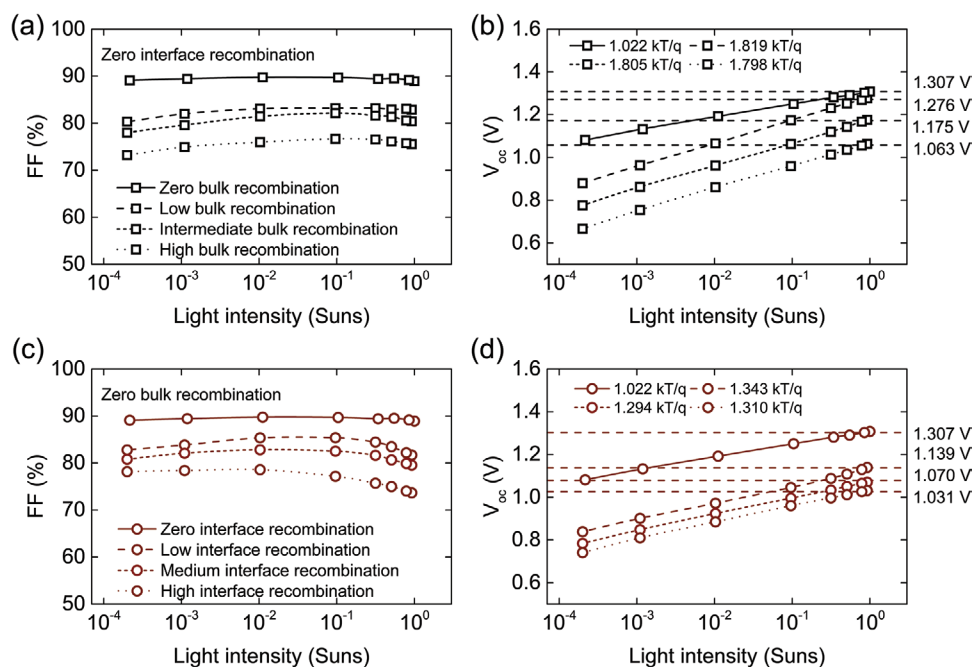 (a)
100
90
80
70
60
50
FF (%)
Zero interface recombination
Zero bulk recombination
Low bulk recombination
Intermediate bulk recombination
High bulk recombination
10⁻⁴ 10⁻³ 10⁻² 10⁻¹ 10⁰
Light intensity (Suns)
(b)
1.6
1.4
1.2
1.0
0.8
0.6
Voc (V)
1.022 kT/q 1.819 kT/q
1.805 kT/q 1.798 kT/q
1.307 V
1.276 V
1.175 V
1.063 V
10⁻⁴ 10⁻³ 10⁻² 10⁻¹ 10⁰
Light intensity (Suns)
(c)
100
90
80
70
60
50
FF (%)
Zero bulk recombination
Zero interface recombination
Low interface recombination
Medium interface recombination
High interface recombination
10⁻⁴ 10⁻³ 10⁻² 10⁻¹ 10⁰
Light intensity (Suns)
(d)
1.6
1.4
1.2
1.0
0.8
0.6
Voc (V)
1.022 kT/q 1.343 kT/q
1.294 kT/q 1.310 kT/q
1.307 V
1.139 V
1.070 V
1.031 V
10⁻⁴ 10⁻³ 10⁻² 10⁻¹ 10⁰
Light intensity (Suns)